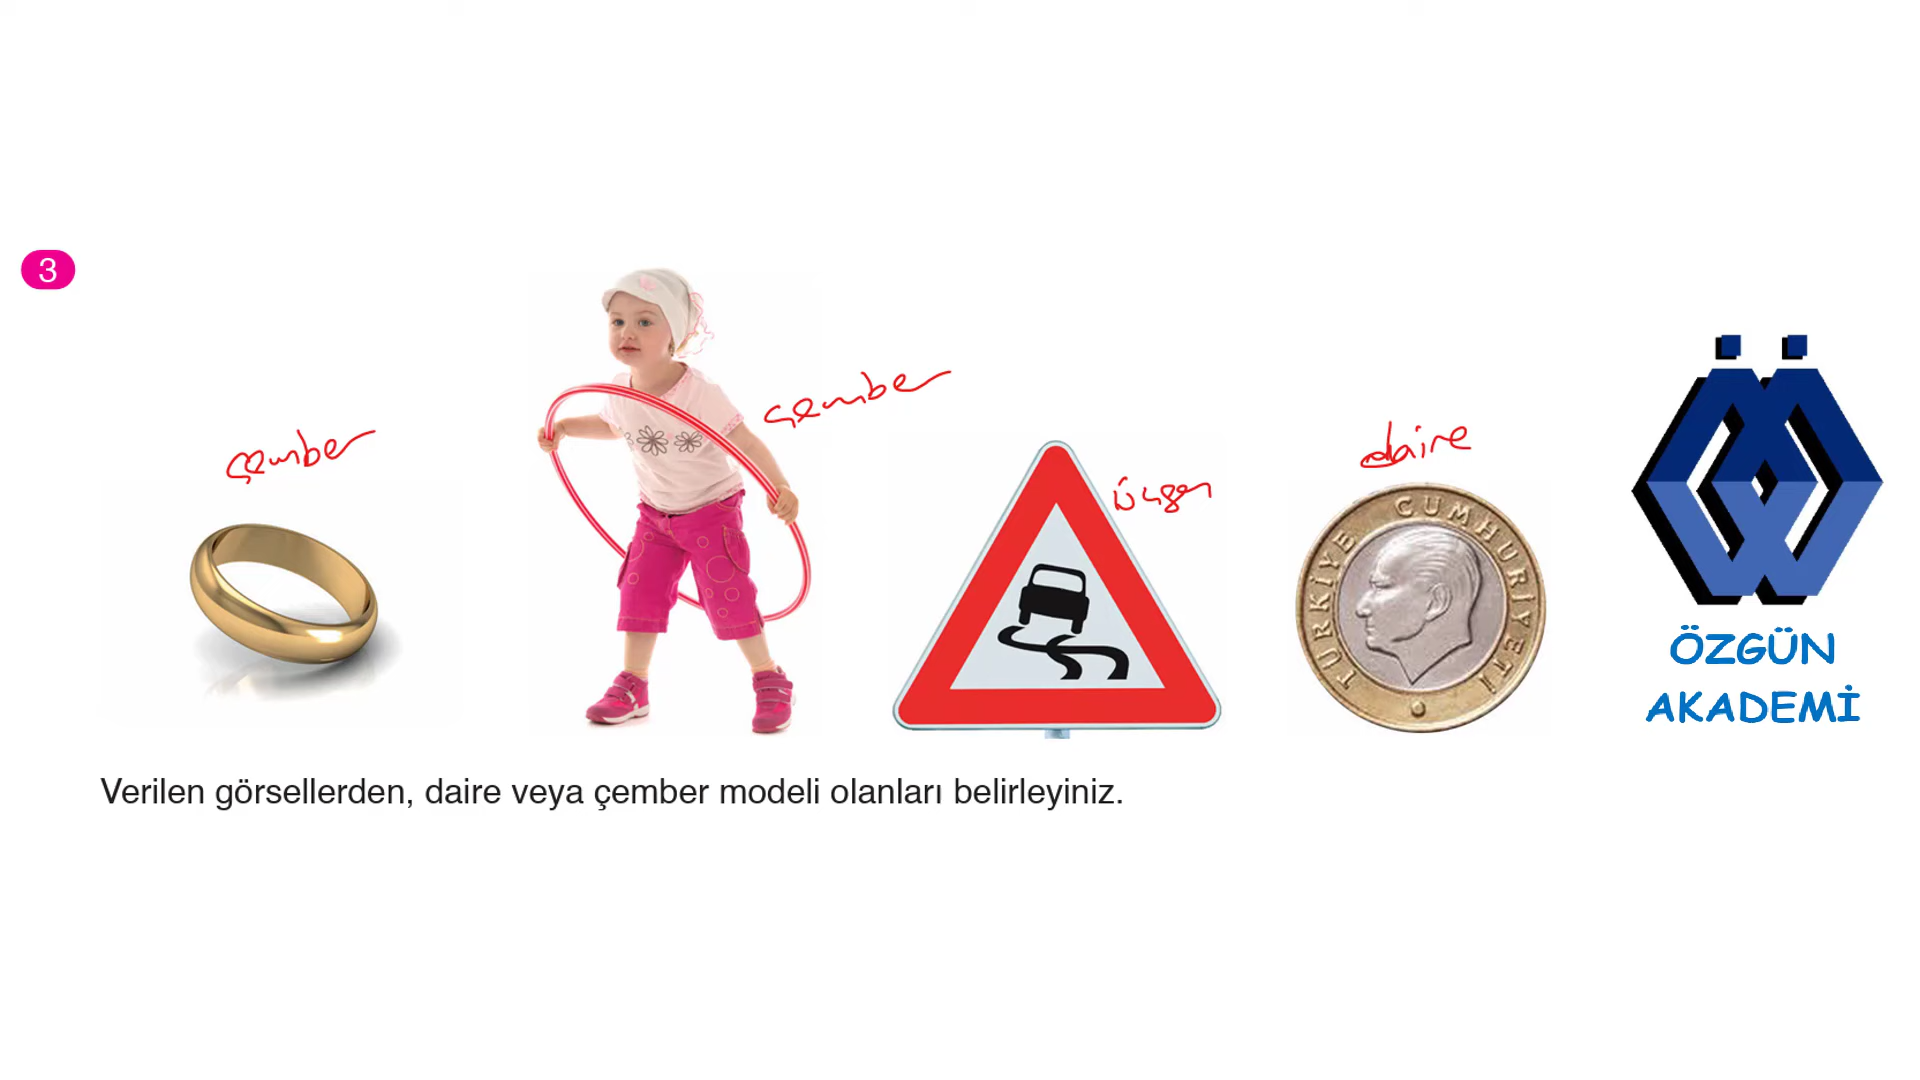 3
çember
çember
üçgen
daire
TÜRKİYE CUMHURİYETİ
ÖZGÜN
AKADEMİ
Verilen görsellerden, daire veya çember modeli olanları belirleyiniz.